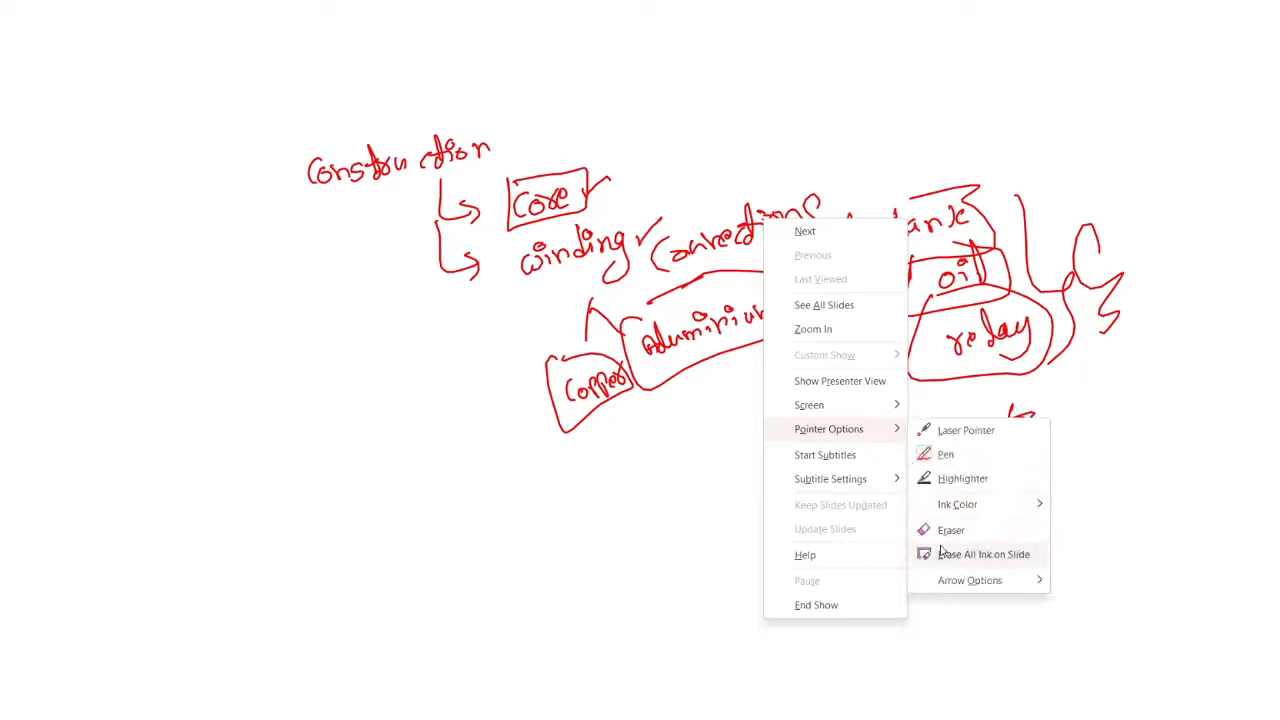 Construction
Core
winding Connection
oil
relay
Aluminium
Copper
Next
Previous
Last Viewed
See All Slides
Zoom In
Custom Show
Show Presenter View
Screen
Pointer Options
Start Subtitles
Subtitle Settings
Keep Slides Updated
Update Slides
Help
Pause
End Show
Laser Pointer
Pen
Highlighter
Ink Color
Eraser
Erase All Ink on Slide
Arrow Options